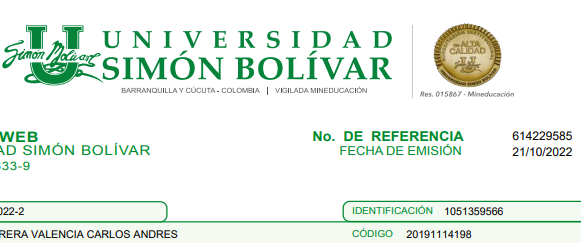 UNIVERSIDAD
SIMÓN BOLÍVAR
Simón Bolívar
BARRANQUILLA Y CÚCUTA - COLOMBIA | VIGILADA MINEDUCACIÓN
DE ALTA
CALIDAD
Res. 015867 - Mineducación
WEB
No. DE REFERENCIA 614229585
AD SIMÓN BOLÍVAR
FECHA DE EMISIÓN 21/10/2022
533-9
022-2
IDENTIFICACIÓN 1051359566
RERA VALENCIA CARLOS ANDRES
CÓDIGO 20191114198